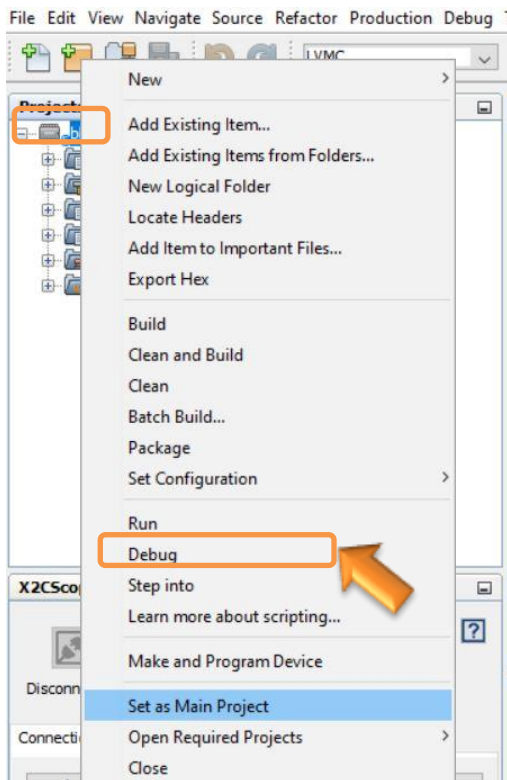 File Edit View Navigate Source Refactor Production Debug
LVMC
New
Add Existing Item...
Add Existing Items from Folders...
New Logical Folder
Locate Headers
Add Item to Important Files...
Export Hex
Build
Clean and Build
Clean
Batch Build...
Package
Set Configuration
Run
Debug
Step into
Learn more about scripting...
Make and Program Device
Set as Main Project
Open Required Projects
Close
Projects
X2CSco
Disconn
Connecti